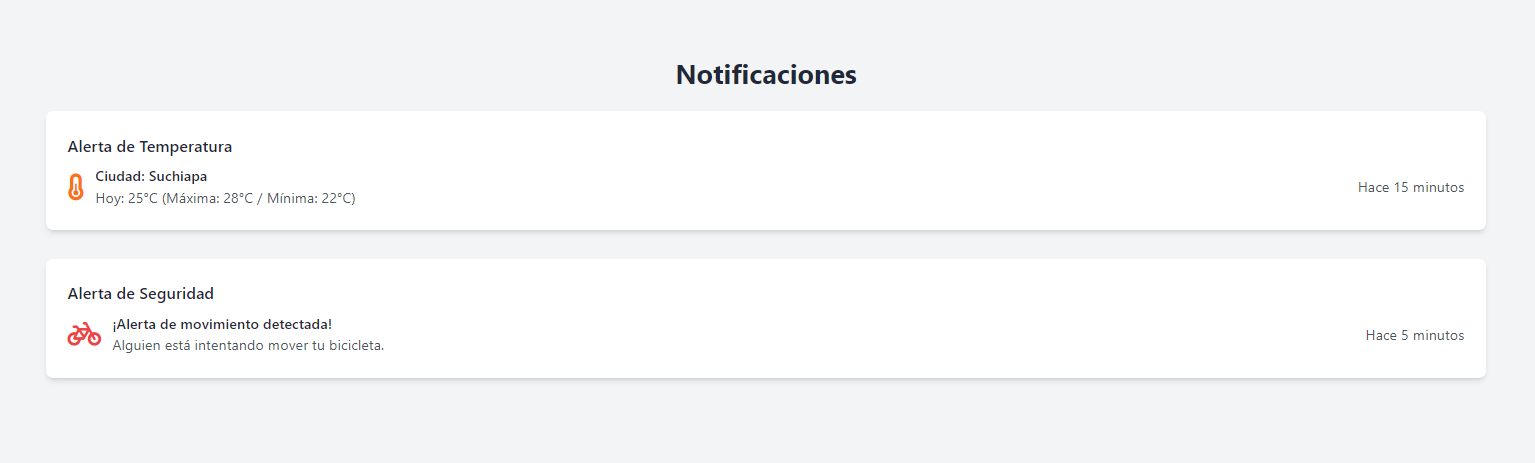 Notificaciones
Alerta de Temperatura
Ciudad: Suchiapa
Hoy: 25°C (Máxima: 28°C / Mínima: 22°C)
Hace 15 minutos
Alerta de Seguridad
¡Alerta de movimiento detectada!
Alguien está intentando mover tu bicicleta.
Hace 5 minutos